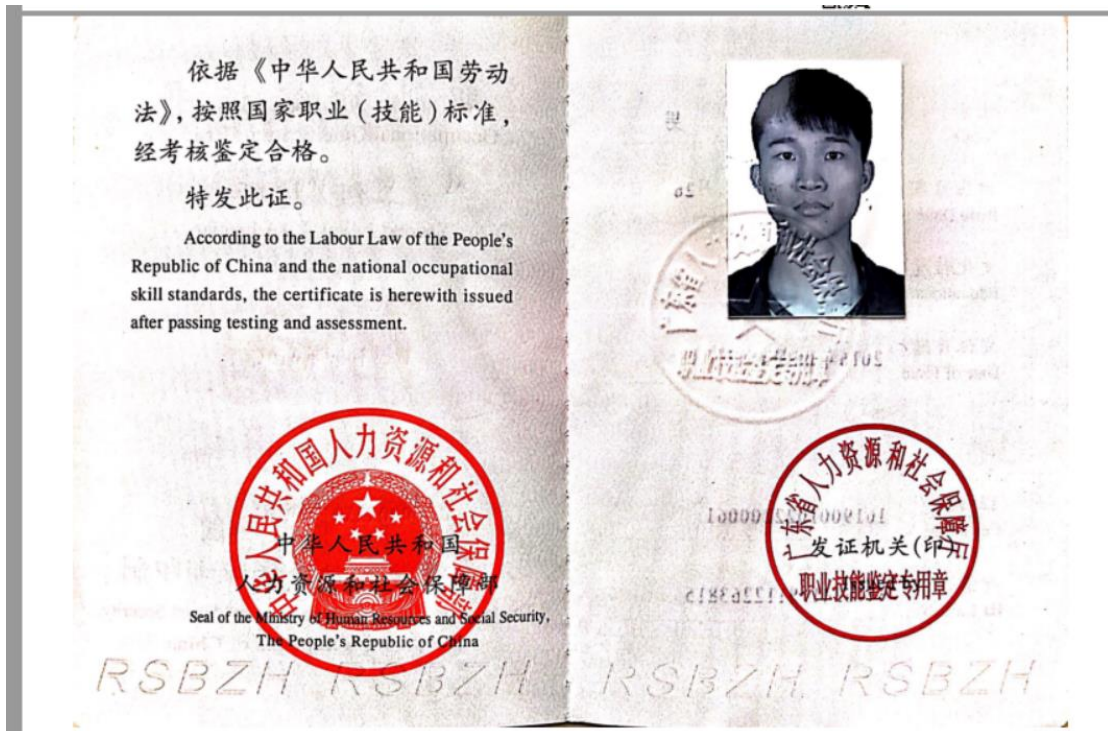 依据《中华人民共和国劳动
法》，按照国家职业（技能）标准，
经考核鉴定合格。
特发此证。
According to the Labour Law of the People's
Republic of China and the national occupational
skill standards, the certificate is herewith issued
after passing testing and assessment.
中华人民共和国人力资源和社会保障部
中华人民共和国
人力资源和社会保障部
Seal of the Ministry of Human Resources and Social Security,
The People's Republic of China
RSBZH RSBZH
广东省人力资源和社会保障厅
发证机关(印)
职业技能鉴定专用章
RSBZH RSBZH